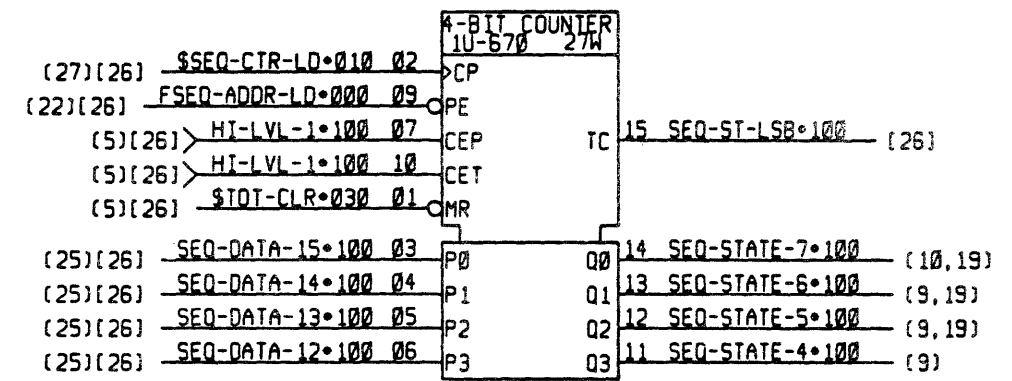 4-BIT COUNTER
1U-670 27W
(27)[26] $SEQ-CTR-LD•010 02 CP
(22)[26] FSEQ-ADDR-LD•000 09 PE
(5)[26] HI-LVL-1•100 07 CEP TC 15 SEQ-ST-LSB•100 [26]
(5)[26] HI-LVL-1•100 10 CET
(5)[26] $TOT-CLR•030 01 MR
(25)[26] SEQ-DATA-15•100 03 P0 Q0 14 SEQ-STATE-7•100 (10,19)
(25)[26] SEQ-DATA-14•100 04 P1 Q1 13 SEQ-STATE-6•100 (9,19)
(25)[26] SEQ-DATA-13•100 05 P2 Q2 12 SEQ-STATE-5•100 (9,19)
(25)[26] SEQ-DATA-12•100 06 P3 Q3 11 SEQ-STATE-4•100 (9)